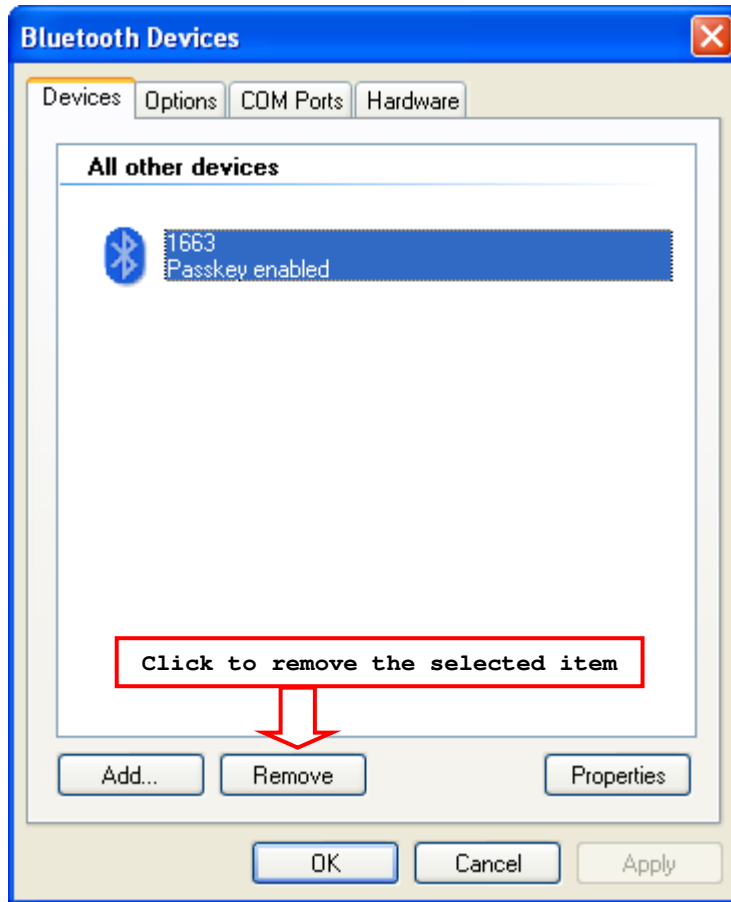 Bluetooth Devices
Devices Options COM Ports Hardware
All other devices
1663
Passkey enabled
Click to remove the selected item
Add... Remove Properties
OK Cancel Apply